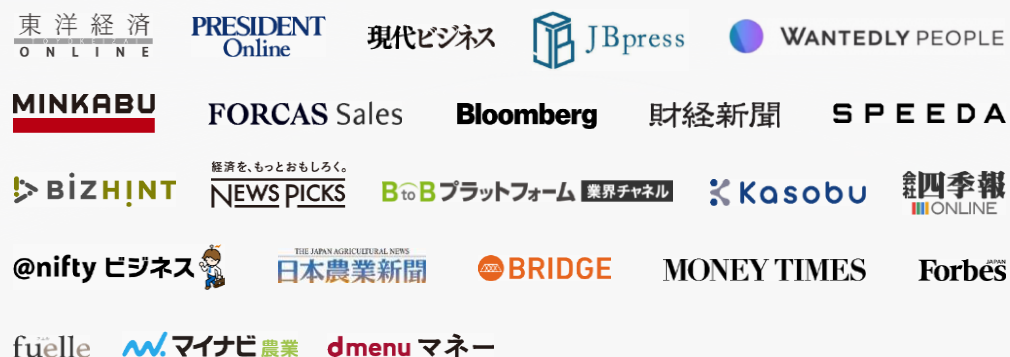 東洋経済
TOYOKEIZAI
ONLINE
PRESIDENT
Online
現代ビジネス
JBpress
WANTEDLY PEOPLE
MINKABU
FORCAS Sales
Bloomberg
財経新聞
SPEEDA
BIZHINT
経済を、もっとおもしろく。
NEWSPICKS
BtoBプラットフォーム 業界チャネル
Kasobu
会社四季報
ONLINE
@nifty ビジネス
THE JAPAN AGRICULTURAL NEWS
日本農業新聞
BRIDGE
MONEY TIMES
Forbes
JAPAN
fuelle
マイナビ農業
dmenu マネー